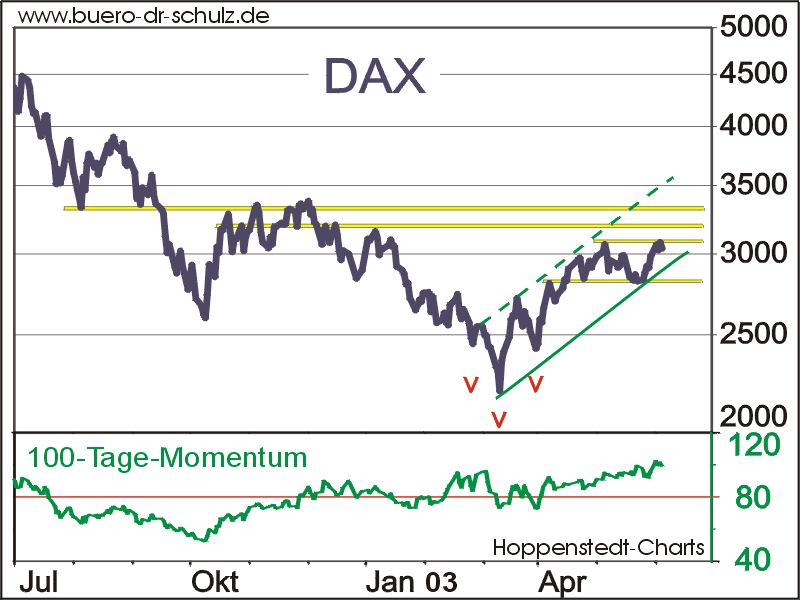 www.buero-dr-schulz.de
DAX
5000
4500
4000
3500
3000
2500
2000
v v v
100-Tage-Momentum
120
80
40
Hoppenstedt-Charts
Jul Okt Jan 03 Apr